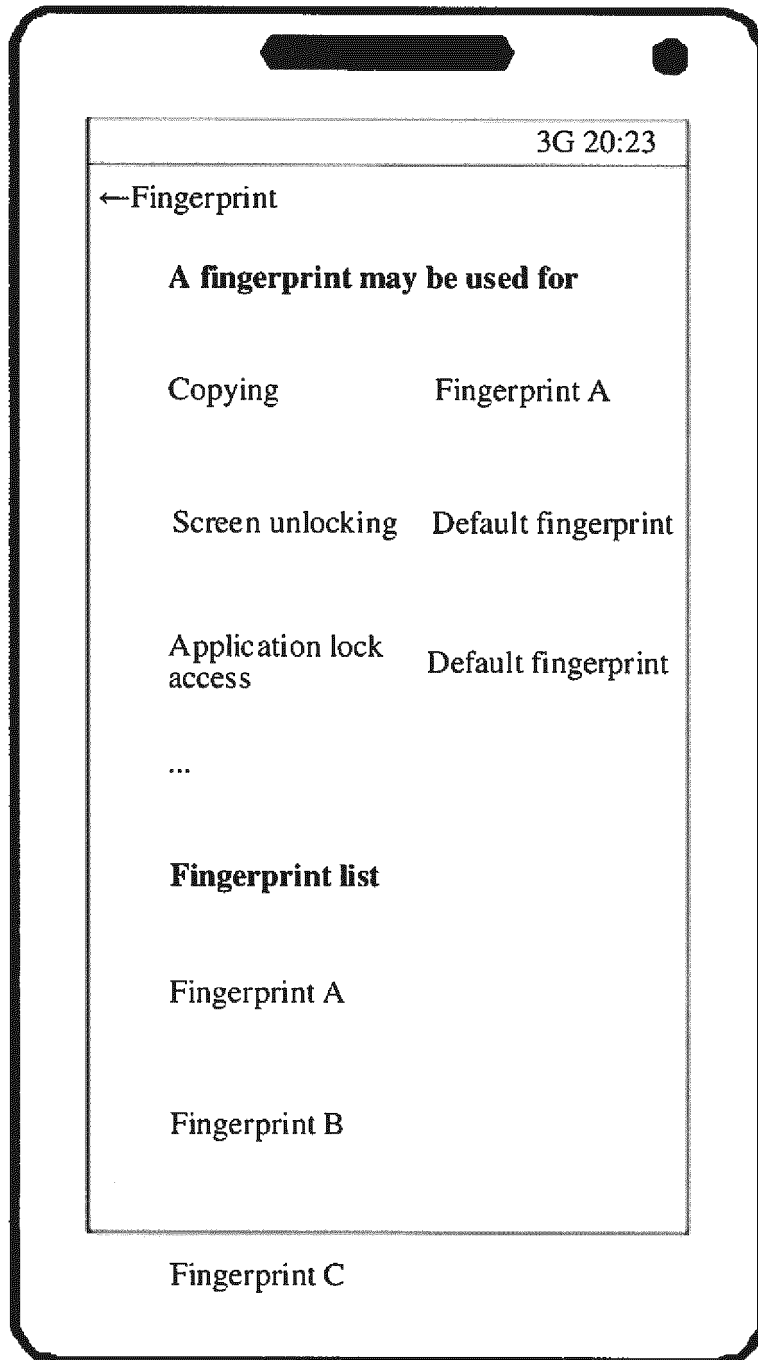 3G 20:23
←Fingerprint
A fingerprint may be used for
Copying Fingerprint A
Screen unlocking Default fingerprint
Application lock
access Default fingerprint
...
Fingerprint list
Fingerprint A
Fingerprint B
Fingerprint C